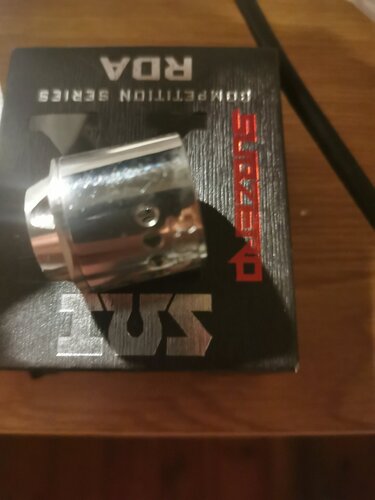 SUBZERO
COMPETITION SERIES
RDA